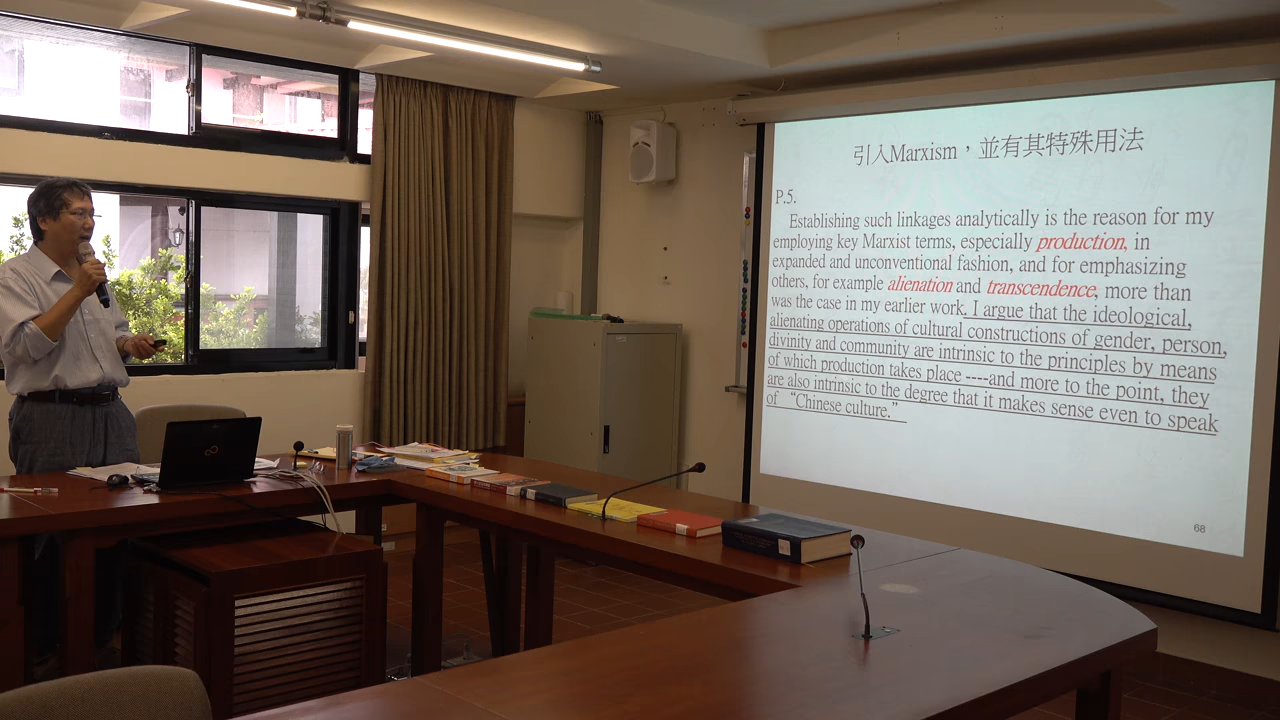 引入Marxism，並有其特殊用法
P.5.
Establishing such linkages analytically is the reason for my
employing key Marxist terms, especially production, in
expanded and unconventional fashion, and for emphasizing
others, for example alienation and transcendence, more than
was the case in my earlier work. I argue that the ideological,
alienating operations of cultural constructions of gender, person,
divinity and community are intrinsic to the principles by means
of which production takes place ----and more to the point, they
are also intrinsic to the degree that it makes sense even to speak
of “Chinese culture.”
68